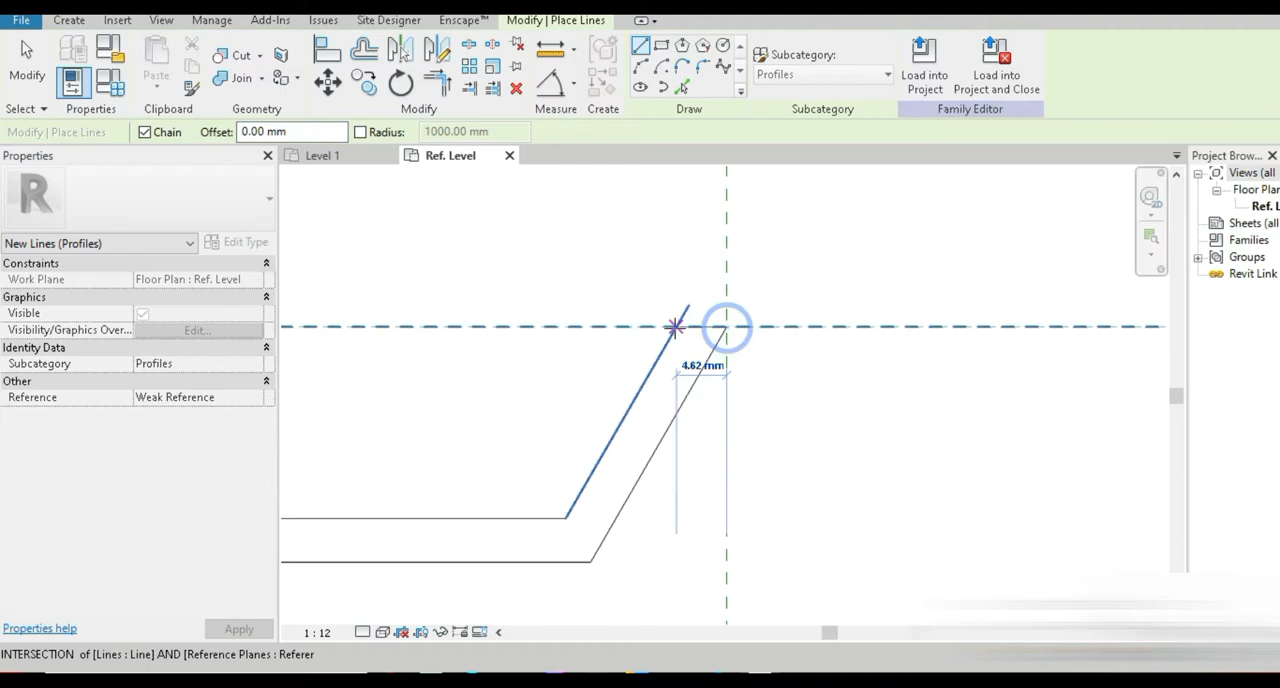 File Create Insert View Manage Add-Ins Issues Site Designer Enscape™ Modify | Place Lines
Modify
Paste
Cut
Join
Subcategory:
Profiles
Load into
Project
Load into
Project and Close
Select Properties Clipboard Geometry Modify Measure Create Draw Subcategory Family Editor
Modify | Place Lines Chain Offset: 0.00 mm Radius: 1000.00 mm
Properties
Level 1
Ref. Level
Project Brow...
R
New Lines (Profiles)
Edit Type
Constraints
Work Plane Floor Plan : Ref. Level
Graphics
Visible
Visibility/Graphics Over... Edit...
Identity Data
Subcategory Profiles
Other
Reference Weak Reference
4.62 mm
2D
Views (all
Floor Plan
Ref. L
Sheets (all
Families
Groups
Revit Link
Properties help
Apply
1 : 12
INTERSECTION of [Lines : Line] AND [Reference Planes : Referer